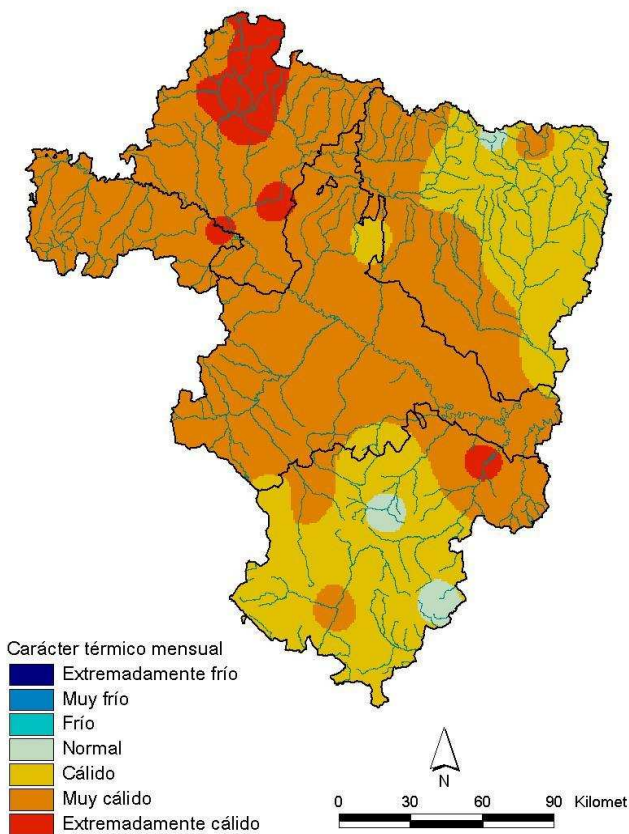 Carácter térmico mensual
Extremadamente frío
Muy frío
Frío
Normal
Cálido
Muy cálido
Extremadamente cálido
N
0 30 60 90 Kilomet